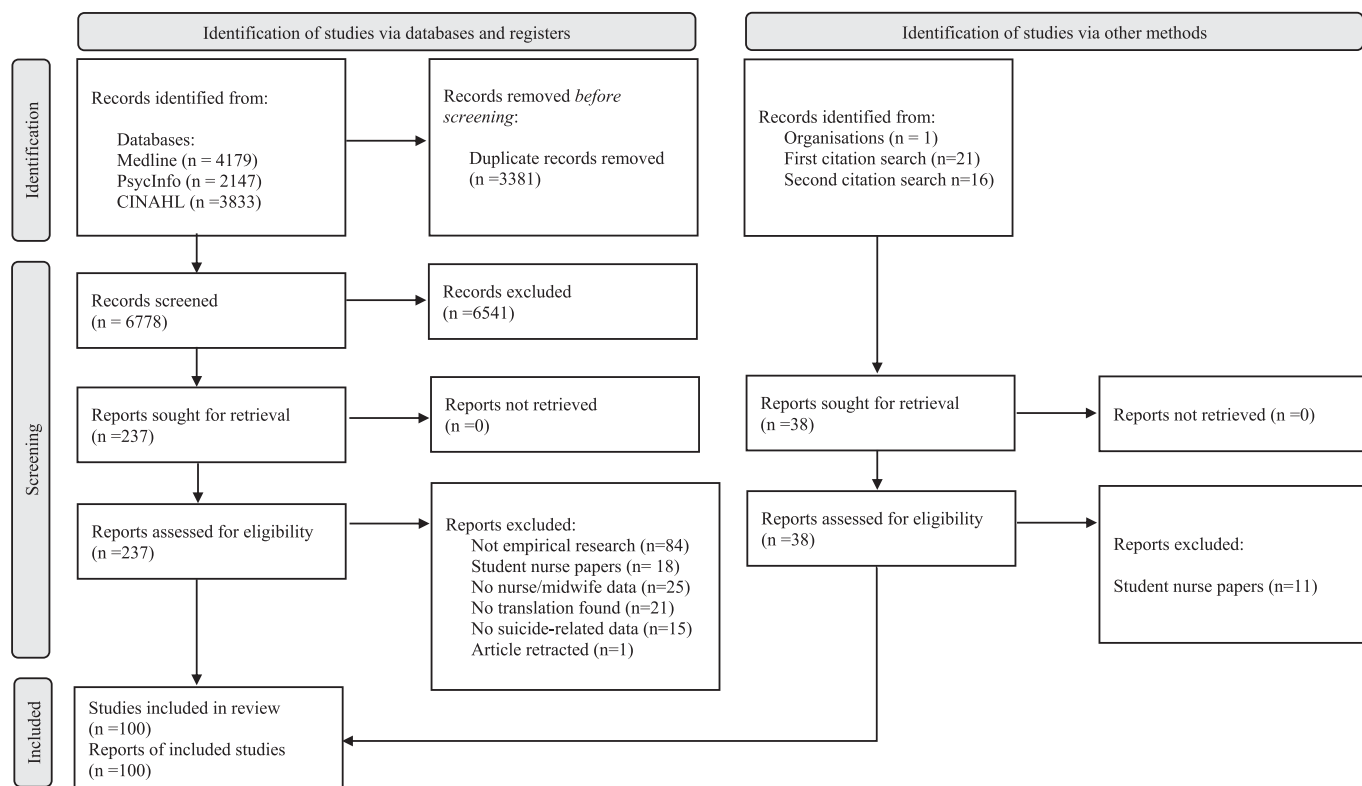 Identification of studies via databases and registers
Identification of studies via other methods
Identification
Records identified from:
Databases:
Medline (n = 4179)
PsycInfo (n = 2147)
CINAHL (n =3833)
Records removed before
screening:
Duplicate records removed
(n =3381)
Records identified from:
Organisations (n = 1)
First citation search (n=21)
Second citation search n=16)
Screening
Records screened
(n = 6778)
Records excluded
(n =6541)
Reports sought for retrieval
(n =237)
Reports not retrieved
(n =0)
Reports sought for retrieval
(n =38)
Reports not retrieved (n =0)
Reports assessed for eligibility
(n =237)
Reports excluded:
Not empirical research (n=84)
Student nurse papers (n= 18)
No nurse/midwife data (n=25)
No translation found (n=21)
No suicide-related data (n=15)
Article retracted (n=1)
Reports assessed for eligibility
(n =38)
Reports excluded:
Student nurse papers (n=11)
Included
Studies included in review
(n =100)
Reports of included studies
(n =100)